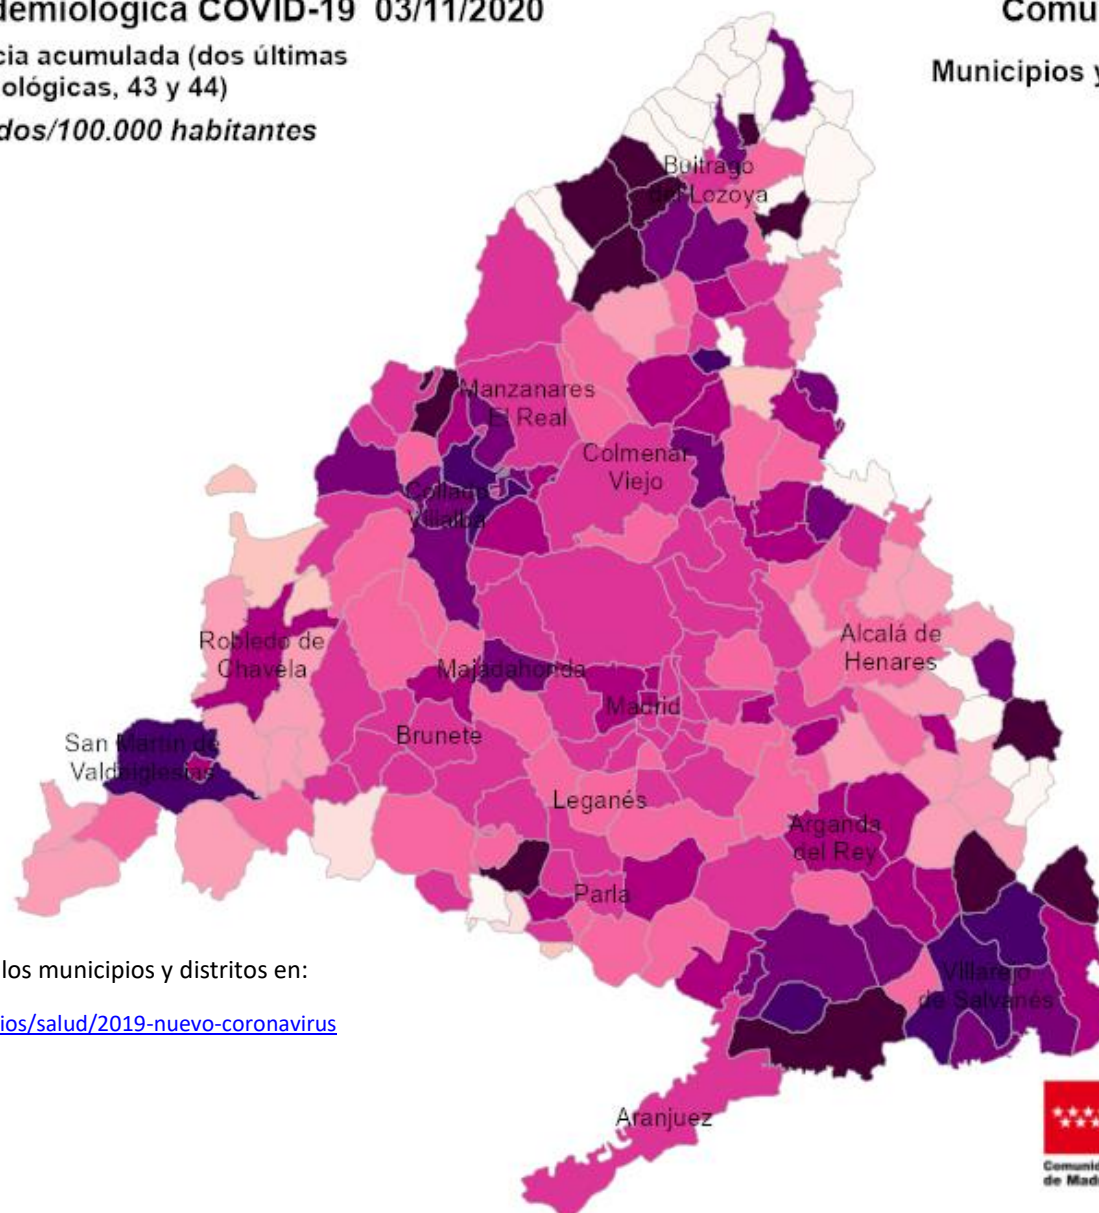 demiológica COVID-19 03/11/2020
cia acumulada (dos últimas
ológicas, 43 y 44)
dos/100.000 habitantes
Comu
Municipios y
Buitrago
del Lozoya
Manzanares
El Real
Colmenar
Viejo
Collado
Villalba
Robledo de
Chavela
Majadahonda
Alcalá de
Henares
Madrid
Brunete
San Martín de
Valdeiglesias
Leganés
Arganda
del Rey
Parla
los municipios y distritos en:
Villarejo
de Salvanés
ios/salud/2019-nuevo-coronavirus
Aranjuez
Comunid
de Madr